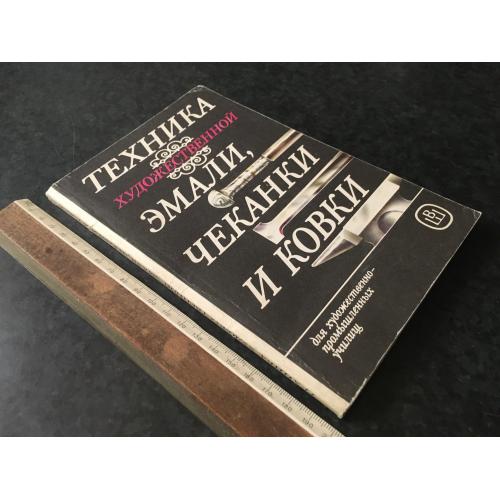 ТЕХНИКА
ХУДОЖЕСТВЕННОЙ
ЭМАЛИ,
ЧЕКАНКИ
И КОВКИ
для художественно-
промышленных
училищ